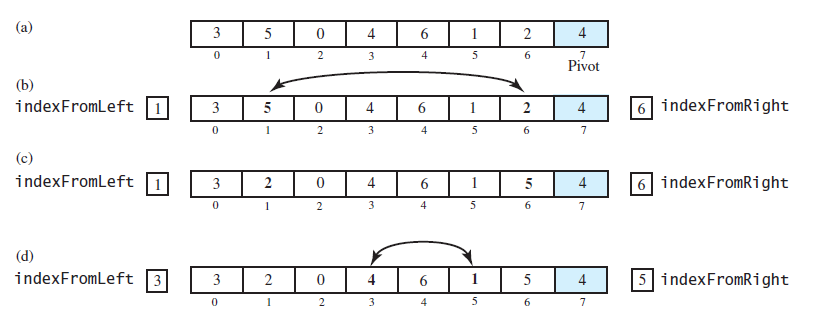 (a)
3 5 0 4 6 1 2 4
0 1 2 3 4 5 6 7
Pivot
(b)
indexFromLeft 1 3 5 0 4 6 1 2 4 6 indexFromRight
0 1 2 3 4 5 6 7
(c)
indexFromLeft 1 3 2 0 4 6 1 5 4 6 indexFromRight
0 1 2 3 4 5 6 7
(d)
indexFromLeft 3 3 2 0 4 6 1 5 4 5 indexFromRight
0 1 2 3 4 5 6 7